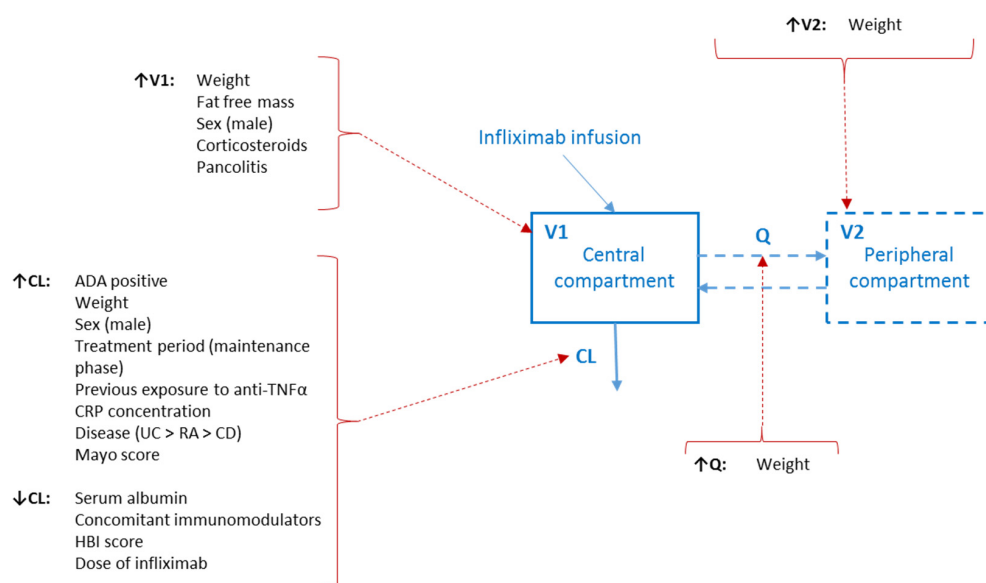 ↑V2: Weight
↑V1: Weight
Fat free mass
Sex (male)
Corticosteroids
Pancolitis
Infliximab infusion
V1
Central
compartment
Q
V2
Peripheral
compartment
CL
↑CL: ADA positive
Weight
Sex (male)
Treatment period (maintenance
phase)
Previous exposure to anti-TNFα
CRP concentration
Disease (UC > RA > CD)
Mayo score
↓CL: Serum albumin
Concomitant immunomodulators
HBI score
Dose of infliximab
↑Q: Weight